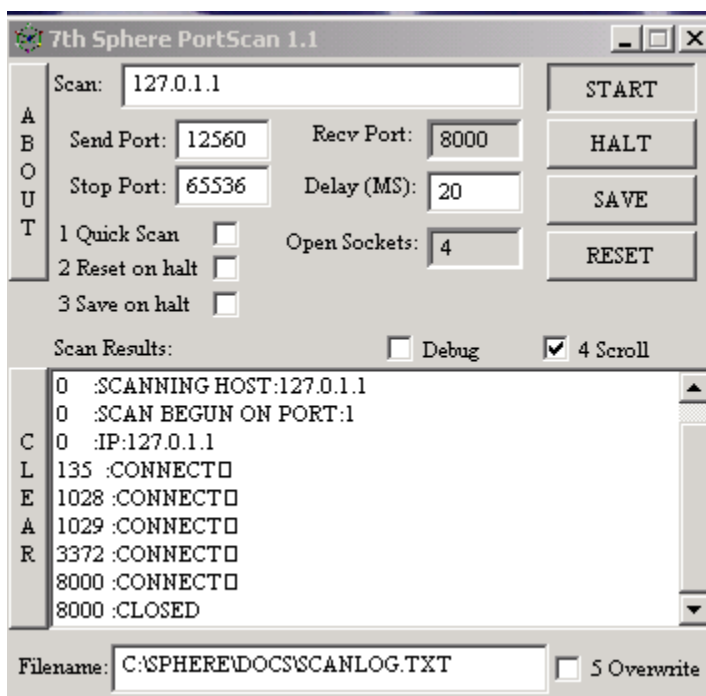 7th Sphere PortScan 1.1
ABOUT
Scan: 127.0.1.1
START
Send Port: 12560
Recv Port: 8000
HALT
Stop Port: 65536
Delay (MS): 20
SAVE
1 Quick Scan
Open Sockets: 4
RESET
2 Reset on halt
3 Save on halt
Scan Results:
Debug
4 Scroll
CLEAR
0 :SCANNING HOST:127.0.1.1
0 :SCAN BEGUN ON PORT:1
0 :IP:127.0.1.1
135 :CONNECT▯
1028 :CONNECT▯
1029 :CONNECT▯
3372 :CONNECT▯
8000 :CONNECT▯
8000 :CLOSED
Filename: C:\SPHERE\DOCS\SCANLOG.TXT
5 Overwrite